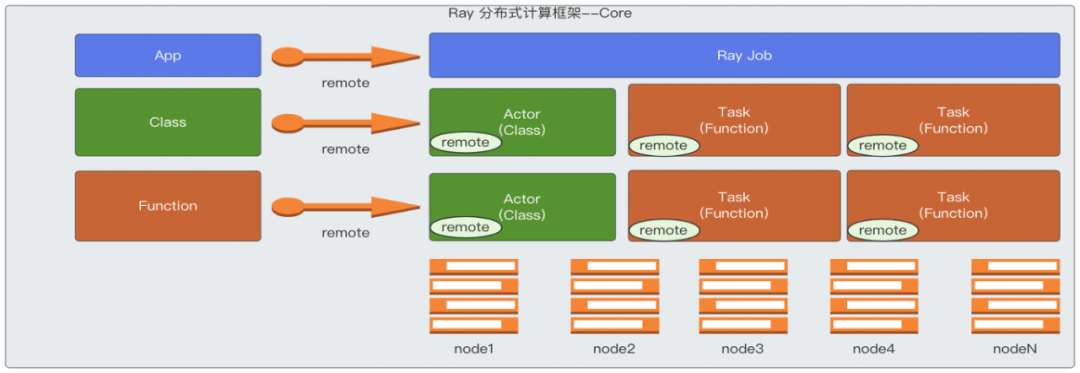 Ray 分布式计算框架--Core
App
remote
Ray Job
Class
remote
Actor
(Class)
remote
Task
(Function)
remote
Task
(Function)
remote
Function
remote
Actor
(Class)
remote
Task
(Function)
remote
Task
(Function)
remote
node1
node2
node3
node4
nodeN